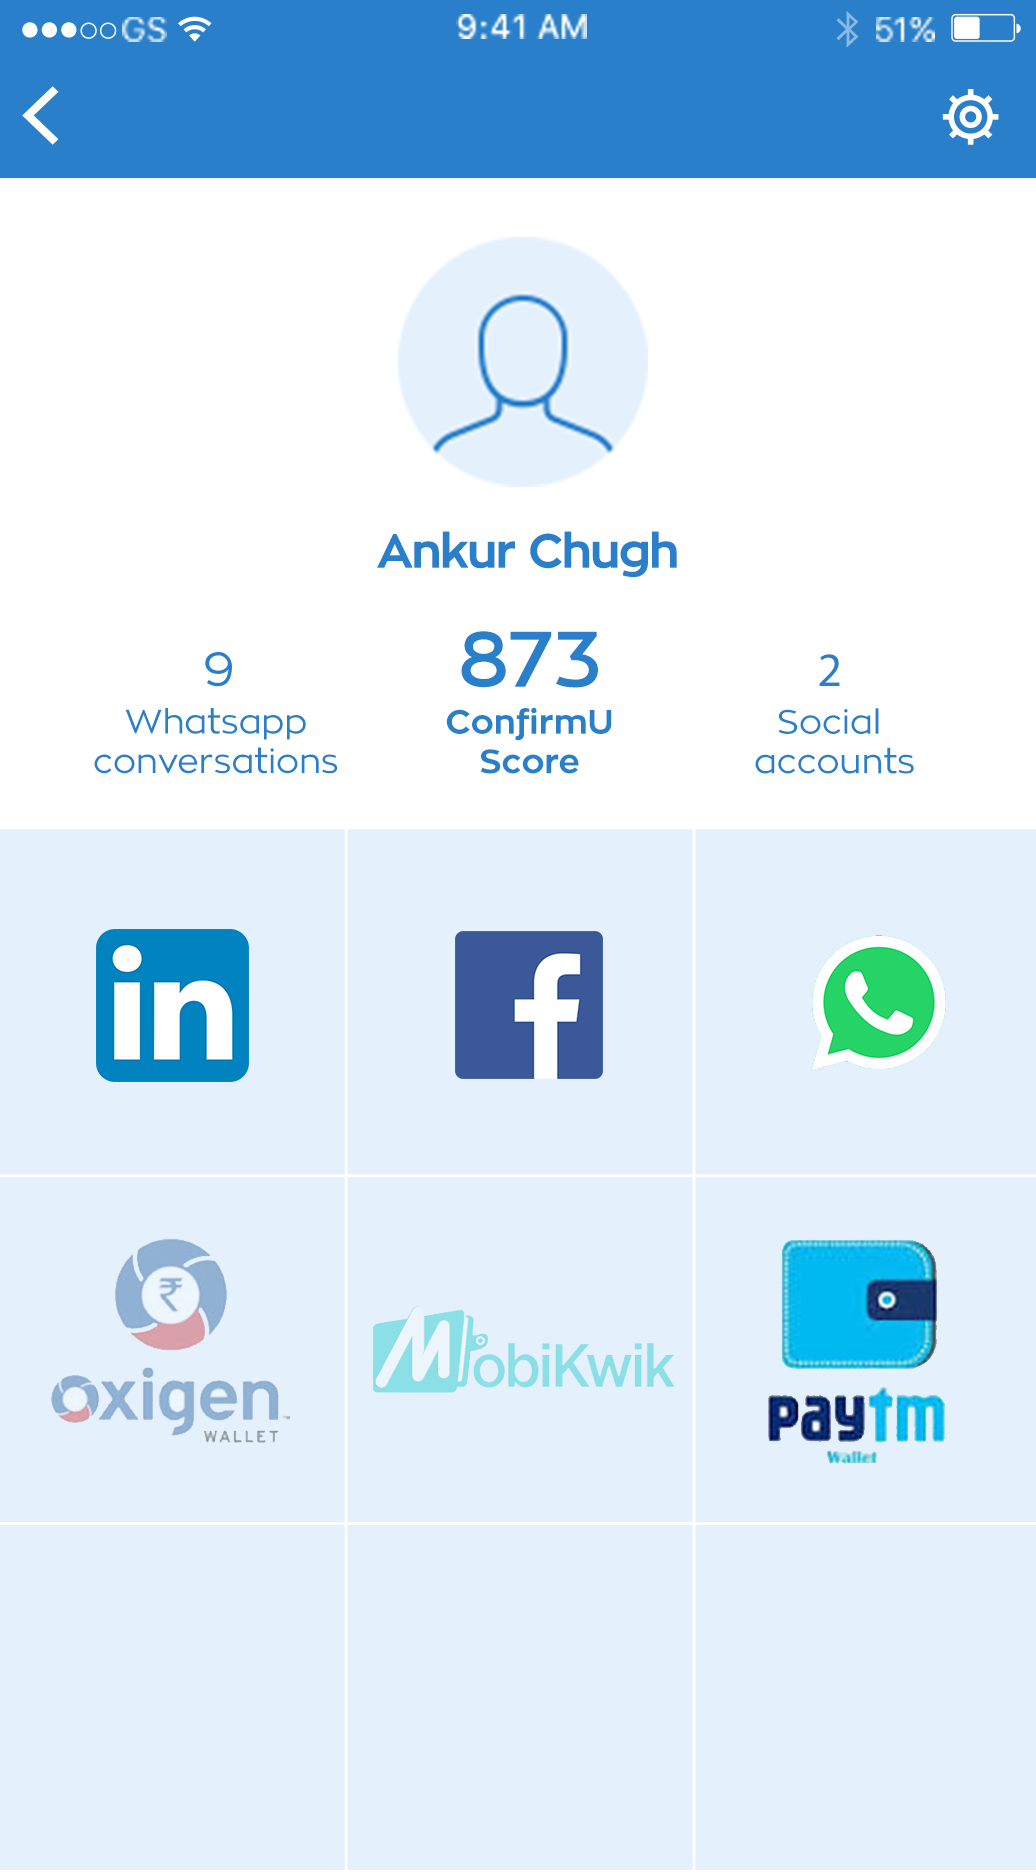 GS 9:41 AM 51%
Ankur Chugh
9 873 2
Whatsapp ConfirmU Social
conversations Score accounts
in f
oxigen MobiKwik paytm
WALLET Wallet